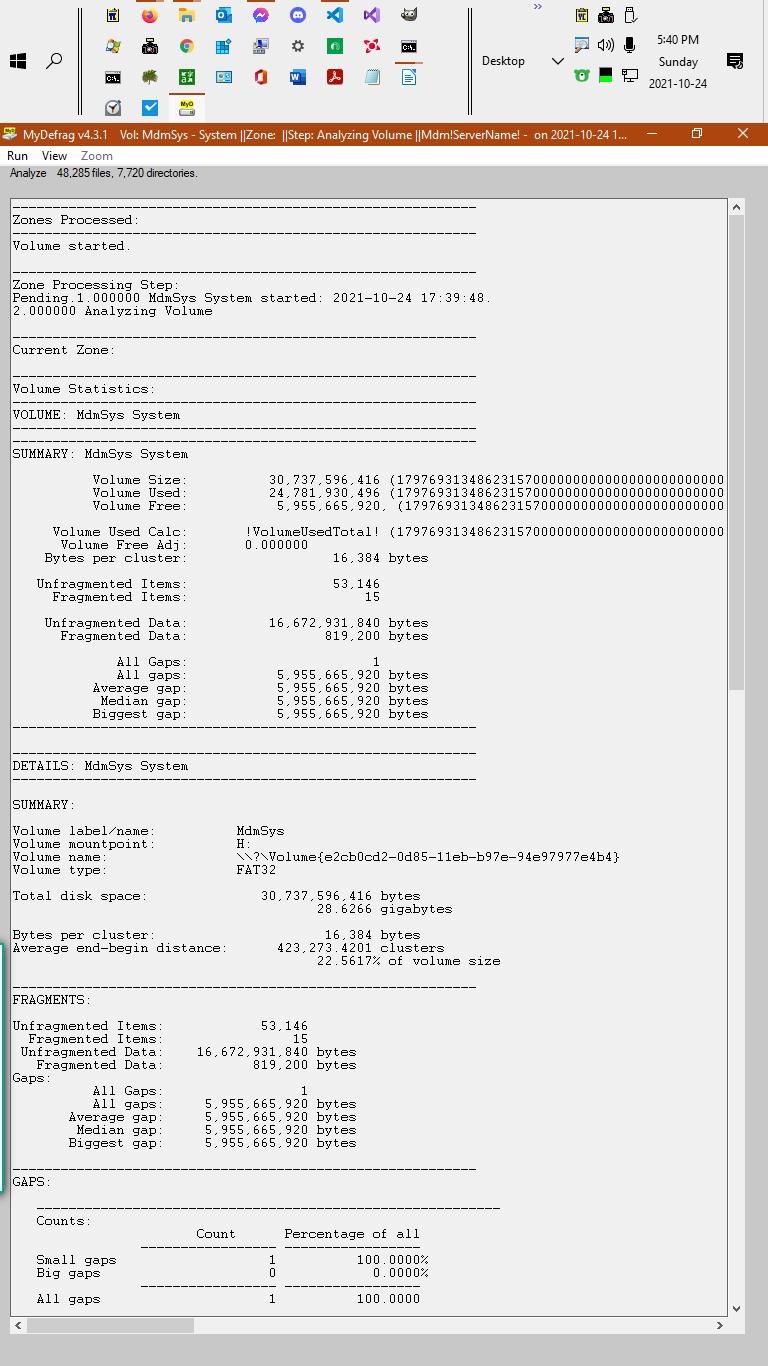 »
5:40 PM
Desktop
Sunday
2021-10-24
MyDefrag v4.3.1 Vol: MdmSys - System ||Zone: ||Step: Analyzing Volume ||Mdm!ServerName! - on 2021-10-24 1...
Run View Zoom
Analyze 48,285 files, 7,720 directories.
Zones Processed:
Volume started.
Zone Processing Step:
Pending.1.000000 MdmSys System started: 2021-10-24 17:39:48.
2.000000 Analyzing Volume
Current Zone:
Volume Statistics:
VOLUME: MdmSys System
SUMMARY: MdmSys System
Volume Size: 30,737,596,416 (17976931348623157000000000000000000000000000
Volume Used: 24,781,930,496 (17976931348623157000000000000000000000000000
Volume Free: 5,955,665,920, (17976931348623157000000000000000000000000000
Volume Used Calc: !VolumeUsedTotal! (17976931348623157000000000000000000000000000
Volume Free Adj: 0.000000
Bytes per cluster: 16,384 bytes
Unfragmented Items: 53,146
Fragmented Items: 15
Unfragmented Data: 16,672,931,840 bytes
Fragmented Data: 819,200 bytes
All Gaps: 1
All gaps: 5,955,665,920 bytes
Average gap: 5,955,665,920 bytes
Median gap: 5,955,665,920 bytes
Biggest gap: 5,955,665,920 bytes
DETAILS: MdmSys System
SUMMARY:
Volume label/name: MdmSys
Volume mountpoint: H:
Volume name: \\?\Volume{e2cb0cd2-0d85-11eb-b97e-94e97977e4b4}
Volume type: FAT32
Total disk space: 30,737,596,416 bytes
28.6266 gigabytes
Bytes per cluster: 16,384 bytes
Average end-begin distance: 423,273.4201 clusters
22.5617% of volume size
FRAGMENTS:
Unfragmented Items: 53,146
Fragmented Items: 15
Unfragmented Data: 16,672,931,840 bytes
Fragmented Data: 819,200 bytes
Gaps:
All Gaps: 1
All gaps: 5,955,665,920 bytes
Average gap: 5,955,665,920 bytes
Median gap: 5,955,665,920 bytes
Biggest gap: 5,955,665,920 bytes
GAPS:
Counts:
Count Percentage of all
Small gaps 1 100.0000%
Big gaps 0 0.0000%
All gaps 1 100.0000